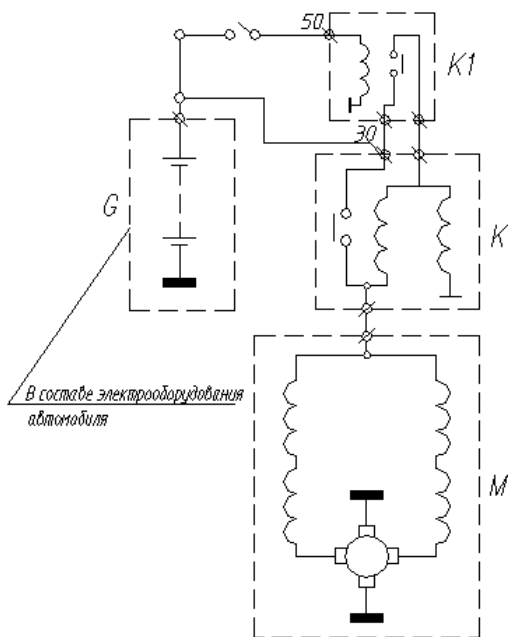 50
K1
30
G
K
В составе электрооборудования
автомобиля
M